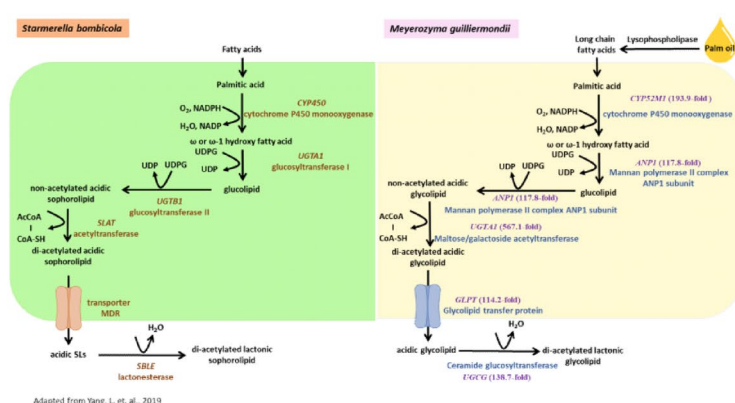 Starmerella bombicola
Fatty acids
Palmitic acid
CYP450
cytochrome P450 monooxygenase
O₂, NADPH
H₂O, NADP
ω or ω-1 hydroxy fatty acid
UDPG
UDP
UGTA1
glucosyltransferase I
UDP UDPG
glucolipid
non-acetylated acidic
sophorolipid
UGTB1
glucosyltransferase II
AcCoA
CoA-SH
SLAT
acetyltransferase
di-acetylated acidic
sophorolipid
transporter
MDR
acidic SLs
H₂O
SBLE
lactonesterase
di-acetylated lactonic
sophorolipid
Adapted from Yang, L. et. al., 2019
Meyerozyma guilliermondii
Long chain
fatty acids
Lysophospholipase
Palm oil
Palmitic acid
CYP52M1 (193.9-fold )
cytochrome P450 monooxygenase
O₂, NADPH
H₂O, NADP
ω or ω-1 hydroxy fatty acid
UDPG
UDP
ANP1 (117.8-fold)
Mannan polymerase II complex
ANP1 subunit
UDP UDPG
glucolipid
non-acetylated acidic
glycolipid
ANP1 (117.8-fold)
Mannan polymerase II complex ANP1 subunit
AcCoA
CoA-SH
UGTA1 (567.1-fold)
Maltose/galactoside acetyltransferase
di-acetylated acidic
glycolipid
GLPT (114.2-fold)
Glycolipid transfer protein
acidic glycolipid
H₂O
Ceramide glucosyltransferase
UGCG (138.7-fold)
di-acetylated lactonic
glycolipid